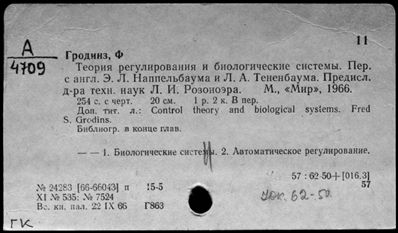 11
А
4709
Гродинз, Ф
Теория регулирования и биологические системы. Пер.
с англ. Э. Л. Наппельбаума и Л. А. Тененбаума. Предисл.
д-ра техн. наук Л. И. Розоноэра. М., «Мир», 1966.
254 с. с черт. 20 см. 1 р. 2 к. В пер.
Доп. тит. л.: Control theory and biological systems. Fred
S. Grodins.
Библиогр. в конце глав.
— — 1. Биологические системы. 2. Автоматическое регулирование.
57 : 62-50+[016.3]
57
№ 24283 [66-66043] п 15-5
XI № 535: № 7524
Вс. кн. пал. 22 IX 66 Г863
62-50
ГК